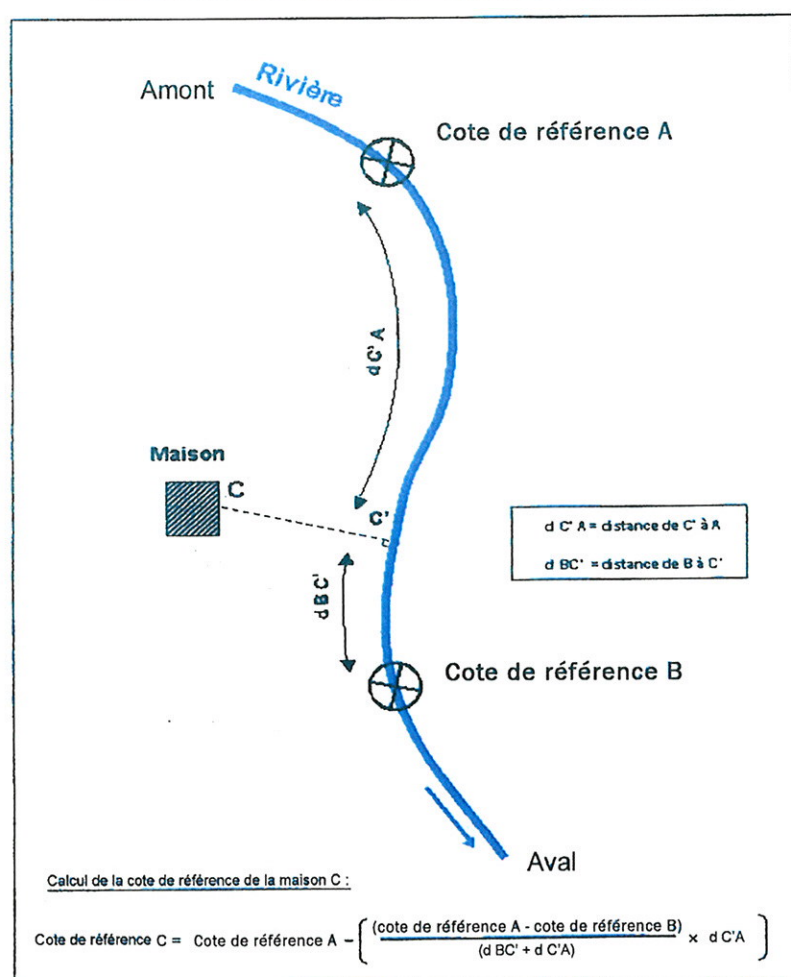 Rivière
Amont
Cote de référence A
d C' A
Maison
C
C'
d C' A = distance de C' à A
d BC' = distance de B à C'
d BC'
Cote de référence B
Aval
Calcul de la cote de référence de la maison C :
Cote de référence C = Cote de référence A - ( (cote de référence A - cote de référence B) / (d BC' + d C'A) × d C'A )